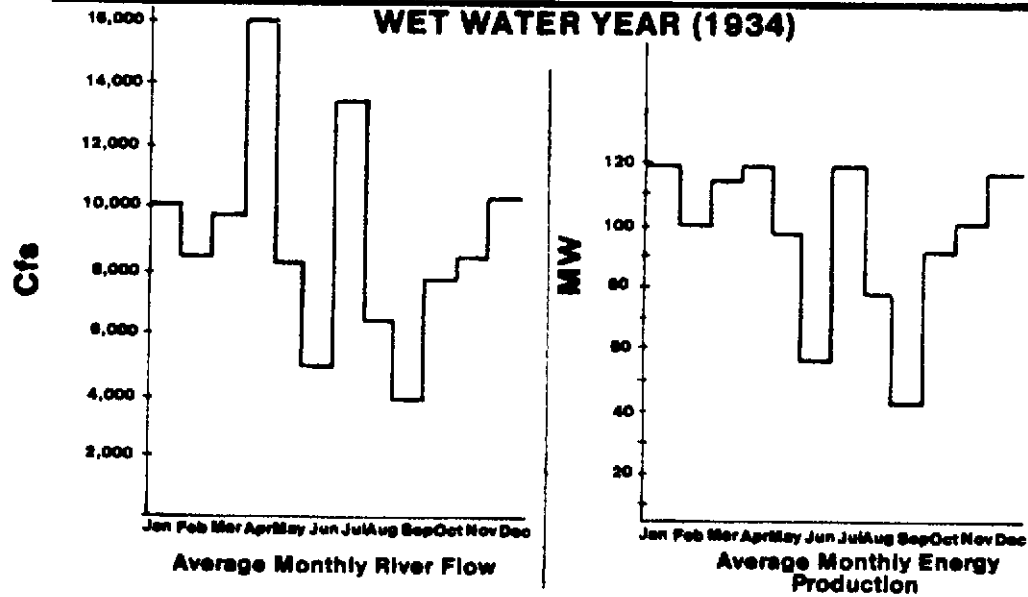 WET WATER YEAR (1934)
Cfs
16,000
14,000
12,000
10,000
8,000
6,000
4,000
2,000
Jan Feb Mar Apr May Jun Jul Aug Sep Oct Nov Dec
Average Monthly River Flow
MW
120
100
80
60
40
20
Jan Feb Mar Apr May Jun Jul Aug Sep Oct Nov Dec
Average Monthly Energy
Production